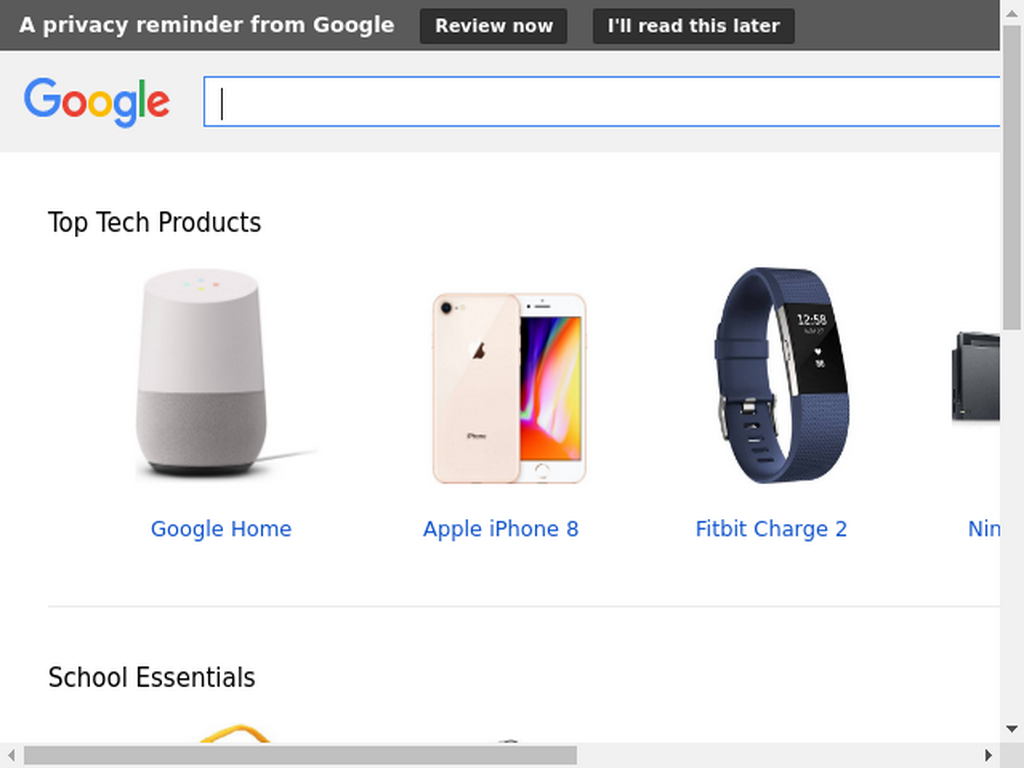 A privacy reminder from Google Review now I'll read this later
Google
Top Tech Products
12:58
iPhone
Google Home Apple iPhone 8 Fitbit Charge 2 Nin
School Essentials